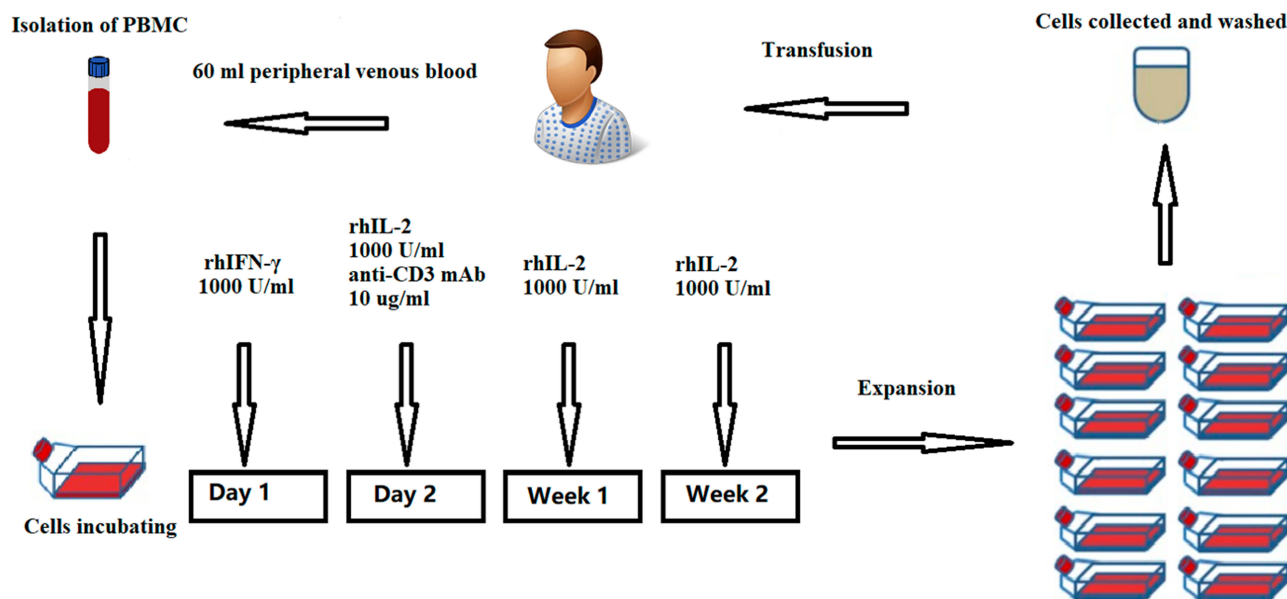 Isolation of PBMC
60 ml peripheral venous blood
Transfusion
Cells collected and washed
rhIFN-γ
1000 U/ml
rhIL-2
1000 U/ml
anti-CD3 mAb
10 ug/ml
rhIL-2
1000 U/ml
rhIL-2
1000 U/ml
Expansion
Cells incubating
Day 1
Day 2
Week 1
Week 2